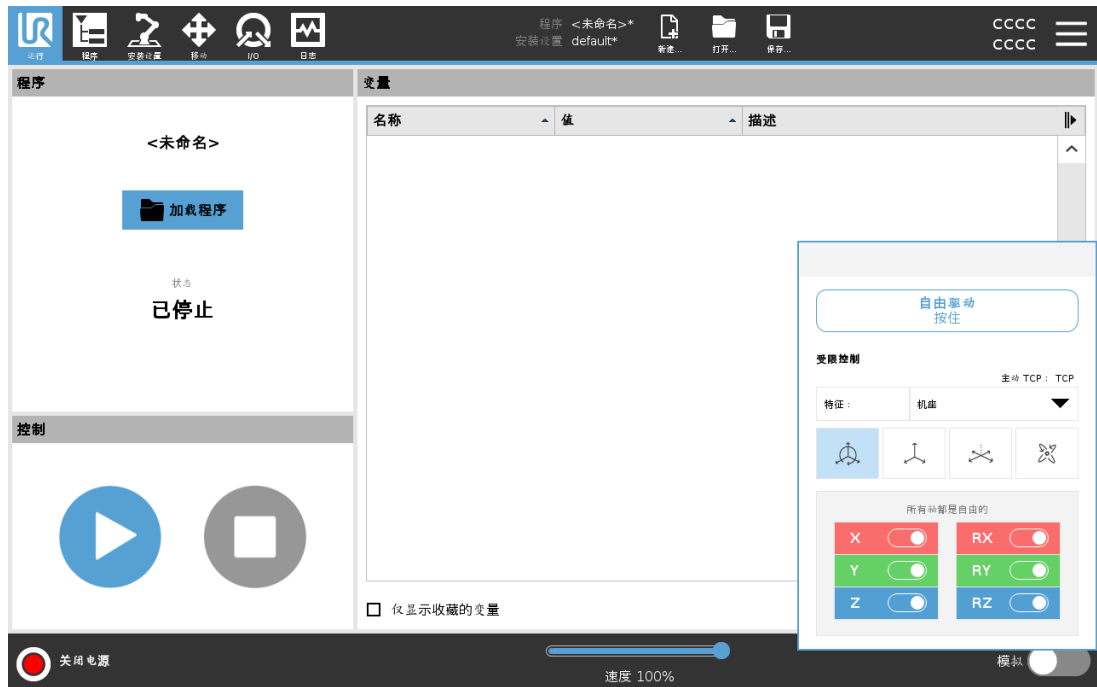 UR
运行
程序
安装设置
移动
I/O
日志
程序 <未命名>*
安装设置 default*
新建...
打开...
保存...
CCCC
CCCC
程序
<未命名>
加载程序
状态
已停止
控制
变量
名称
值
描述
仅显示收藏的变量
自由驱动
按住
受限控制
主动 TCP： TCP
特征：
机座
所有轴都是自由的
X
RX
Y
RY
Z
RZ
关闭电源
速度 100%
模拟